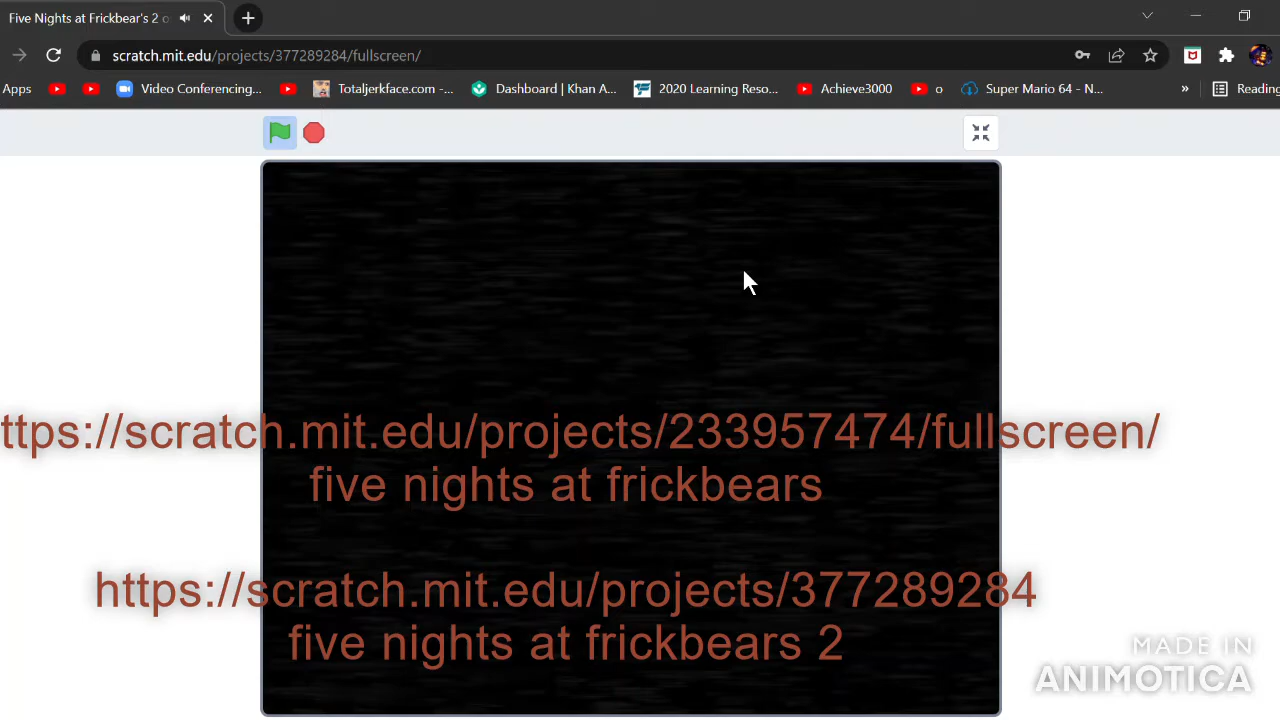 Five Nights at Frickbear's 2 o
scratch.mit.edu/projects/377289284/fullscreen/
Apps Video Conferencing... Totaljerkface.com -... Dashboard | Khan A... 2020 Learning Reso... Achieve3000 o Super Mario 64 - N... » Reading
ttps://scratch.mit.edu/projects/233957474/fullscreen/
five nights at frickbears
https://scratch.mit.edu/projects/377289284
five nights at frickbears 2
MADE IN
ANIMOTICA